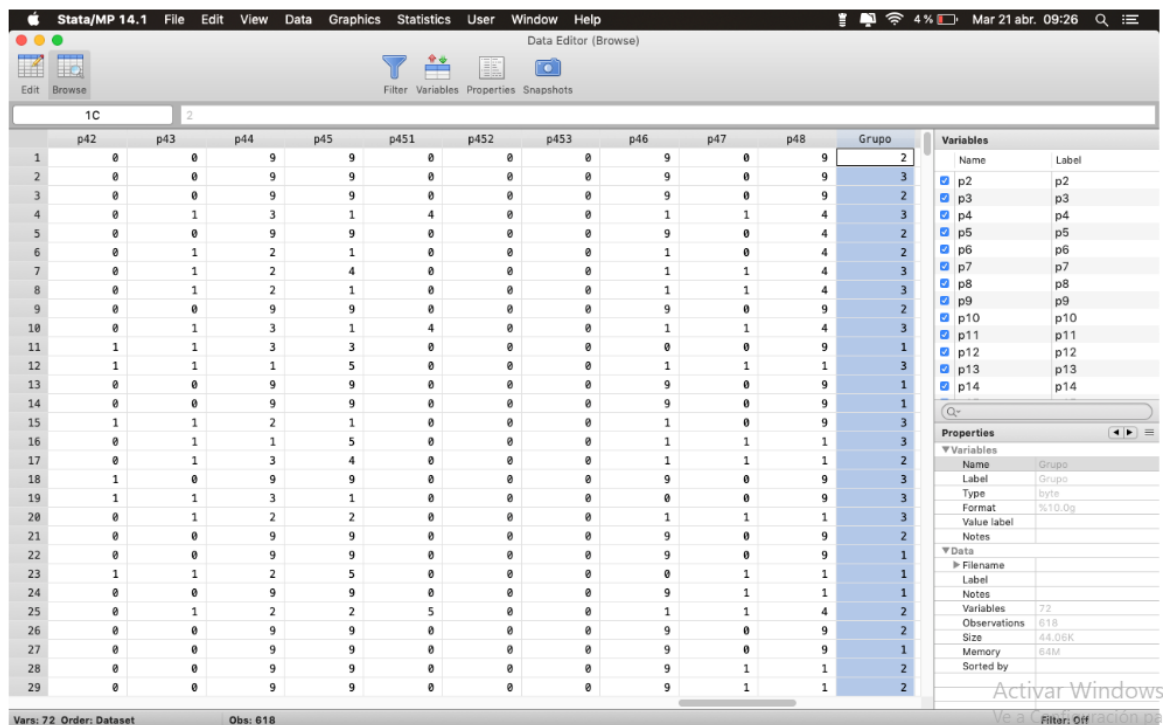 Stata/MP 14.1 File Edit View Data Graphics Statistics User Window Help 4 % Mar 21 abr. 09:26
Data Editor (Browse)
Edit Browse Filter Variables Properties Snapshots
1C 2
p42 p43 p44 p45 p451 p452 p453 p46 p47 p48 Grupo
1 0 0 9 9 0 0 0 9 0 9 2
2 0 0 9 9 0 0 0 9 0 9 3
3 0 0 9 9 0 0 0 9 0 9 2
4 0 1 3 1 4 0 0 1 1 4 3
5 0 0 9 9 0 0 0 9 0 4 2
6 0 1 2 1 0 0 0 1 0 4 2
7 0 1 2 4 0 0 0 1 1 4 3
8 0 1 2 1 0 0 0 1 1 4 3
9 0 0 9 9 0 0 0 9 0 9 2
10 0 1 3 1 4 0 0 1 1 4 3
11 1 1 3 3 0 0 0 0 0 9 1
12 1 1 1 5 0 0 0 1 1 1 3
13 0 0 9 9 0 0 0 9 0 9 1
14 0 0 9 9 0 0 0 9 0 9 1
15 1 1 2 1 0 0 0 1 0 9 3
16 0 1 1 5 0 0 0 1 1 1 3
17 0 1 3 4 0 0 0 1 1 1 2
18 1 0 9 9 0 0 0 9 0 9 3
19 1 1 3 1 0 0 0 0 0 9 3
20 0 1 2 2 0 0 0 1 1 1 3
21 0 0 9 9 0 0 0 9 0 9 2
22 0 0 9 9 0 0 0 9 0 9 1
23 1 1 2 5 0 0 0 0 1 1 1
24 0 0 9 9 0 0 0 9 1 1 1
25 0 1 2 2 5 0 0 1 1 4 2
26 0 0 9 9 0 0 0 9 0 9 2
27 0 0 9 9 0 0 0 9 0 9 1
28 0 0 9 9 0 0 0 9 1 1 2
29 0 0 9 9 0 0 0 9 1 1 2
Variables
Name Label
p2 p2
p3 p3
p4 p4
p5 p5
p6 p6
p7 p7
p8 p8
p9 p9
p10 p10
p11 p11
p12 p12
p13 p13
p14 p14
Properties
Variables
Name Grupo
Label Grupo
Type byte
Format %10.0g
Value label
Notes
Data
Filename
Label
Notes
Variables 72
Observations 618
Size 44.06K
Memory 64M
Sorted by
Activar Windows
Ve a Configuración pa
Vars: 72 Order: Dataset Obs: 618 Filter: Off